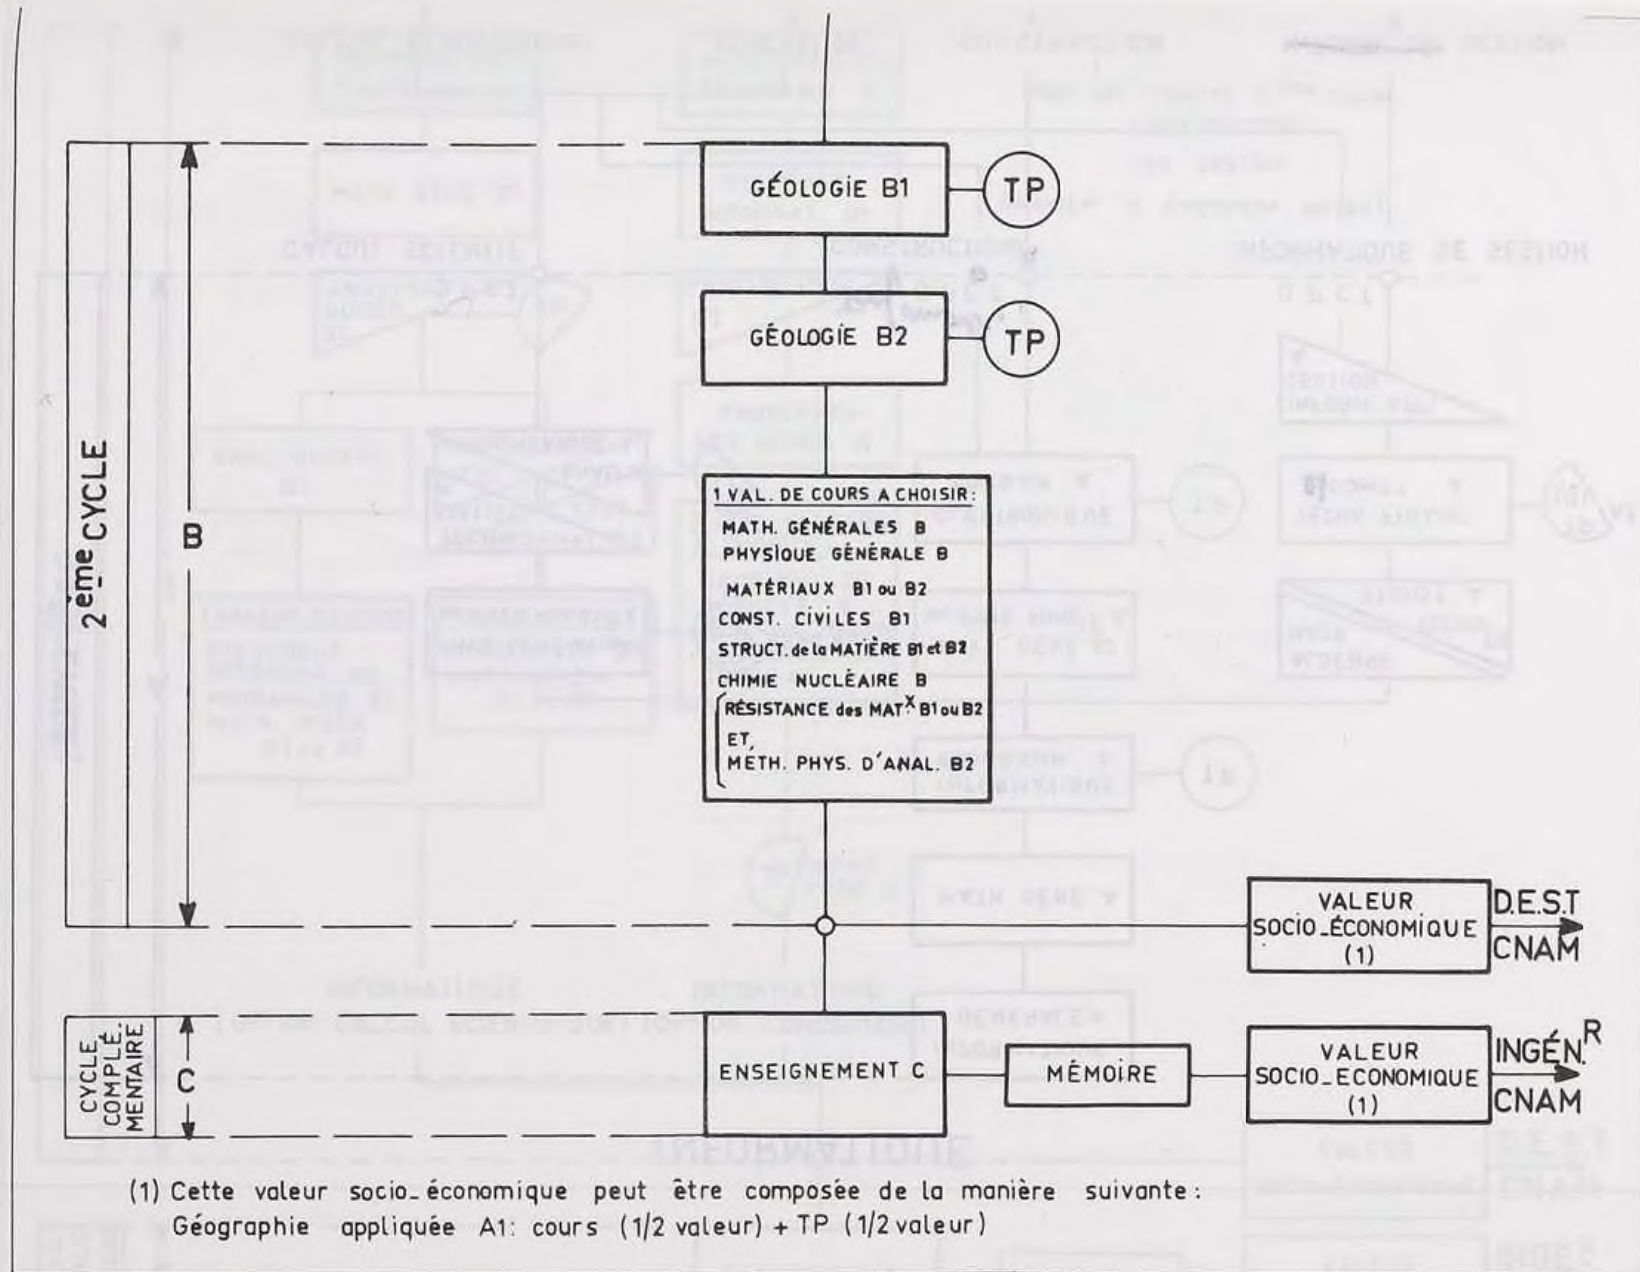 GÉOLOGIE B1
TP
GÉOLOGIE B2
TP
2ème CYCLE
B
1 VAL. DE COURS A CHOISIR :
MATH. GÉNÉRALES B
PHYSIQUE GÉNÉRALE B
MATÉRIAUX B1 ou B2
CONST. CIVILES B1
STRUCT. de la MATIÈRE B1 et B2
CHIMIE NUCLÉAIRE B
RÉSISTANCE des MATX B1 ou B2
ET,
METH. PHYS. D'ANAL. B2
VALEUR
SOCIO_ÉCONOMIQUE
(1)
D.E.S.T
CNAM
CYCLE
COMPLÉ_
MENTAIRE
C
ENSEIGNEMENT C
MÉMOIRE
VALEUR
SOCIO_ECONOMIQUE
(1)
INGÉN.R
CNAM
(1) Cette valeur socio_économique peut être composée de la manière suivante :
Géographie appliquée A1: cours (1/2 valeur) + TP (1/2 valeur)